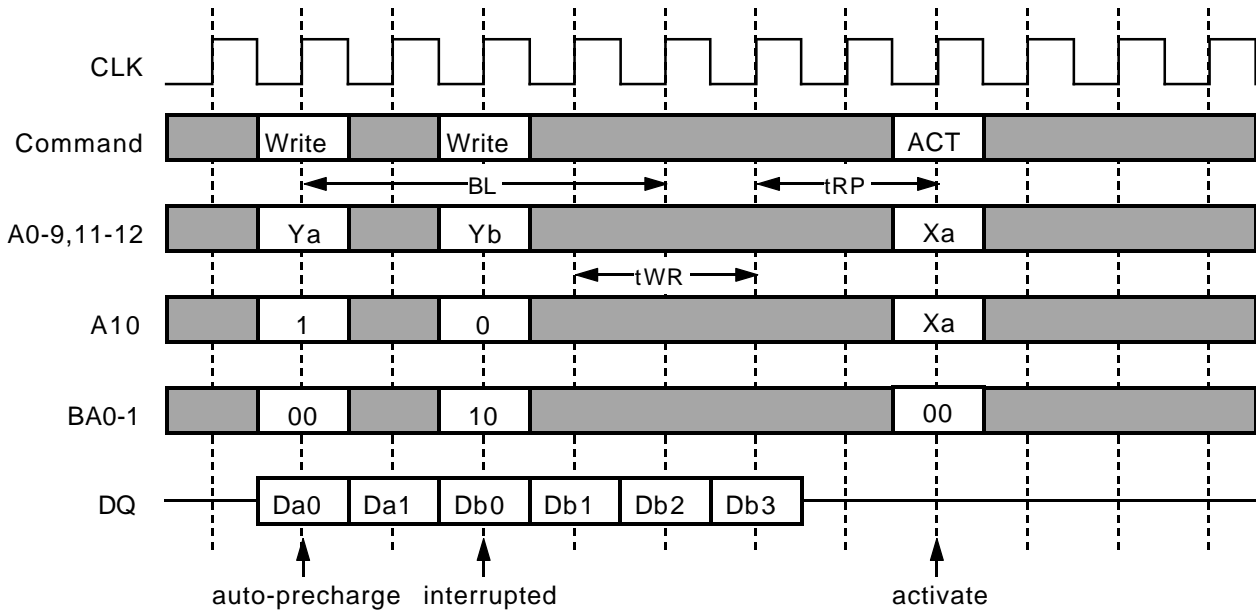 CLK
Command Write Write ACT
BL tRP
A0-9,11-12 Ya Yb Xa
tWR
A10 1 0 Xa
BA0-1 00 10 00
DQ Da0 Da1 Db0 Db1 Db2 Db3
auto-precharge interrupted activate